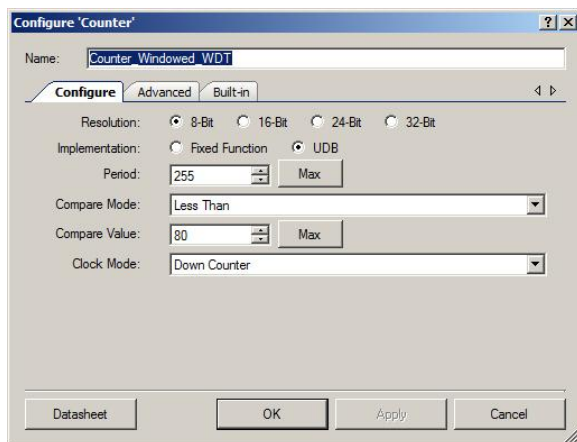 Configure 'Counter'
Name: Counter_Windowed_WDT
Configure Advanced Built-in
Resolution: 8-Bit 16-Bit 24-Bit 32-Bit
Implementation: Fixed Function UDB
Period: 255 Max
Compare Mode: Less Than
Compare Value: 80 Max
Clock Mode: Down Counter
Datasheet OK Apply Cancel